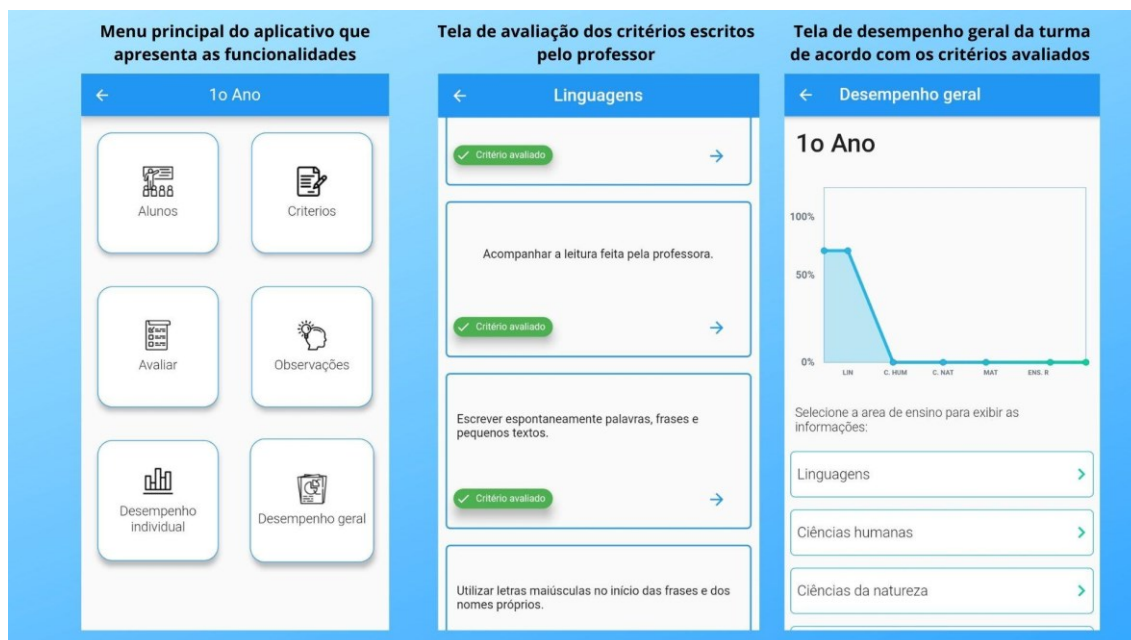 Menu principal do aplicativo que
apresenta as funcionalidades
1o Ano
Alunos
Criterios
Avaliar
Observações
Desempenho
individual
Desempenho geral
Tela de avaliação dos critérios escritos
pelo professor
Linguagens
Critério avaliado
Acompanhar a leitura feita pela professora.
Critério avaliado
Escrever espontaneamente palavras, frases e
pequenos textos.
Critério avaliado
Utilizar letras maiúsculas no início das frases e dos
nomes próprios.
Tela de desempenho geral da turma
de acordo com os critérios avaliados
Desempenho geral
1o Ano
100%
50%
0%
LIN C. HUM C. NAT MAT ENS. R
Selecione a area de ensino para exibir as
informações:
Linguagens
Ciências humanas
Ciências da natureza